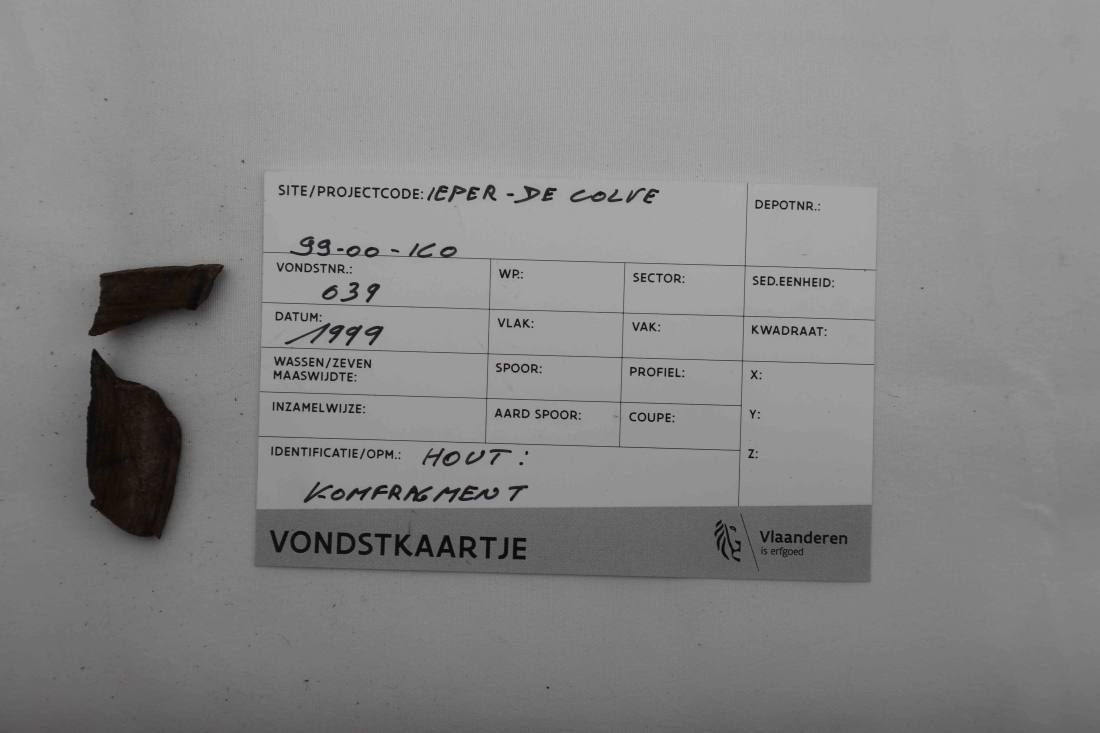 SITE/PROJECTCODE: IEPER - DE COLVE
99-00-ICO
DEPOTNR.:
VONDSTNR.: 039
WP.:
SECTOR:
SED.EENHEID:
DATUM: 1999
VLAK:
VAK:
KWADRAAT:
WASSEN/ZEVEN
MAASWIJDTE:
SPOOR:
PROFIEL:
X:
INZAMELWIJZE:
AARD SPOOR:
COUPE:
Y:
IDENTIFICATIE/OPM.: HOUT:
KOMFRAGMENT
Z:
VONDSTKAARTJE
Vlaanderen
is erfgoed